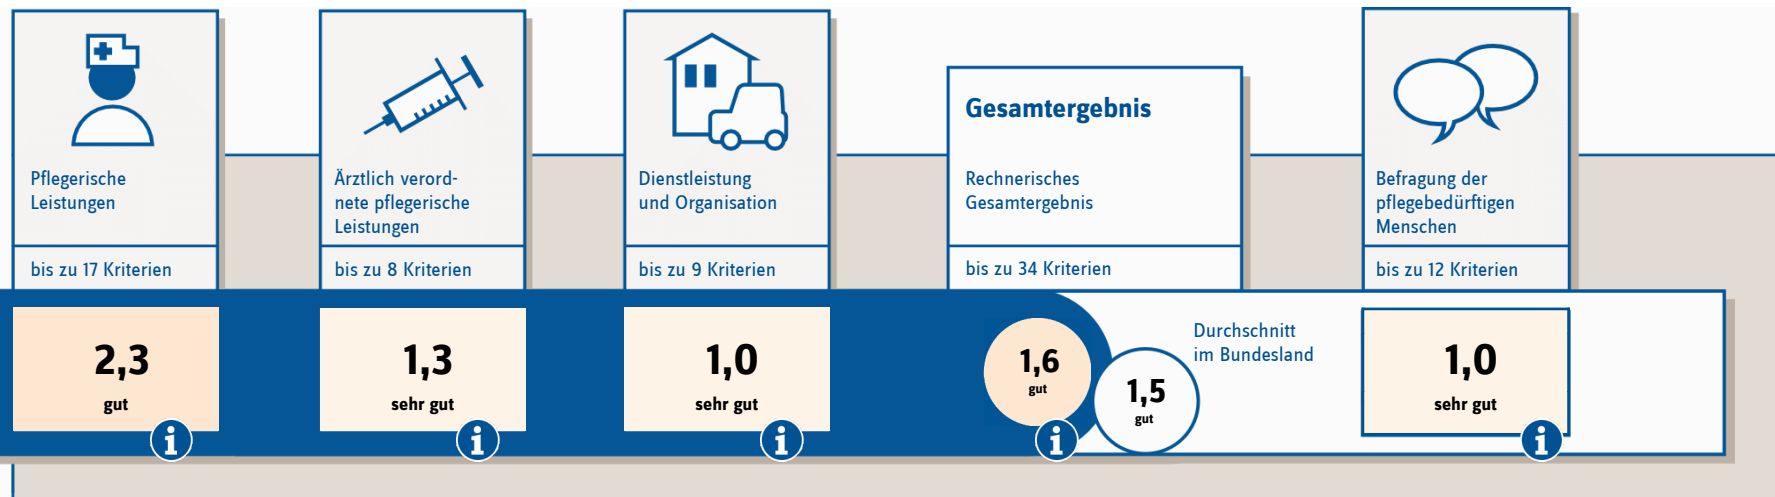 Pflegerische
Leistungen
bis zu 17 Kriterien
2,3
gut
i
Ärztlich verord-
nete pflegerische
Leistungen
bis zu 8 Kriterien
1,3
sehr gut
i
Dienstleistung
und Organisation
bis zu 9 Kriterien
1,0
sehr gut
i
Gesamtergebnis
Rechnerisches
Gesamtergebnis
bis zu 34 Kriterien
1,6
gut
i
1,5
gut
Durchschnitt
im Bundesland
Befragung der
pflegebedürftigen
Menschen
bis zu 12 Kriterien
1,0
sehr gut
i